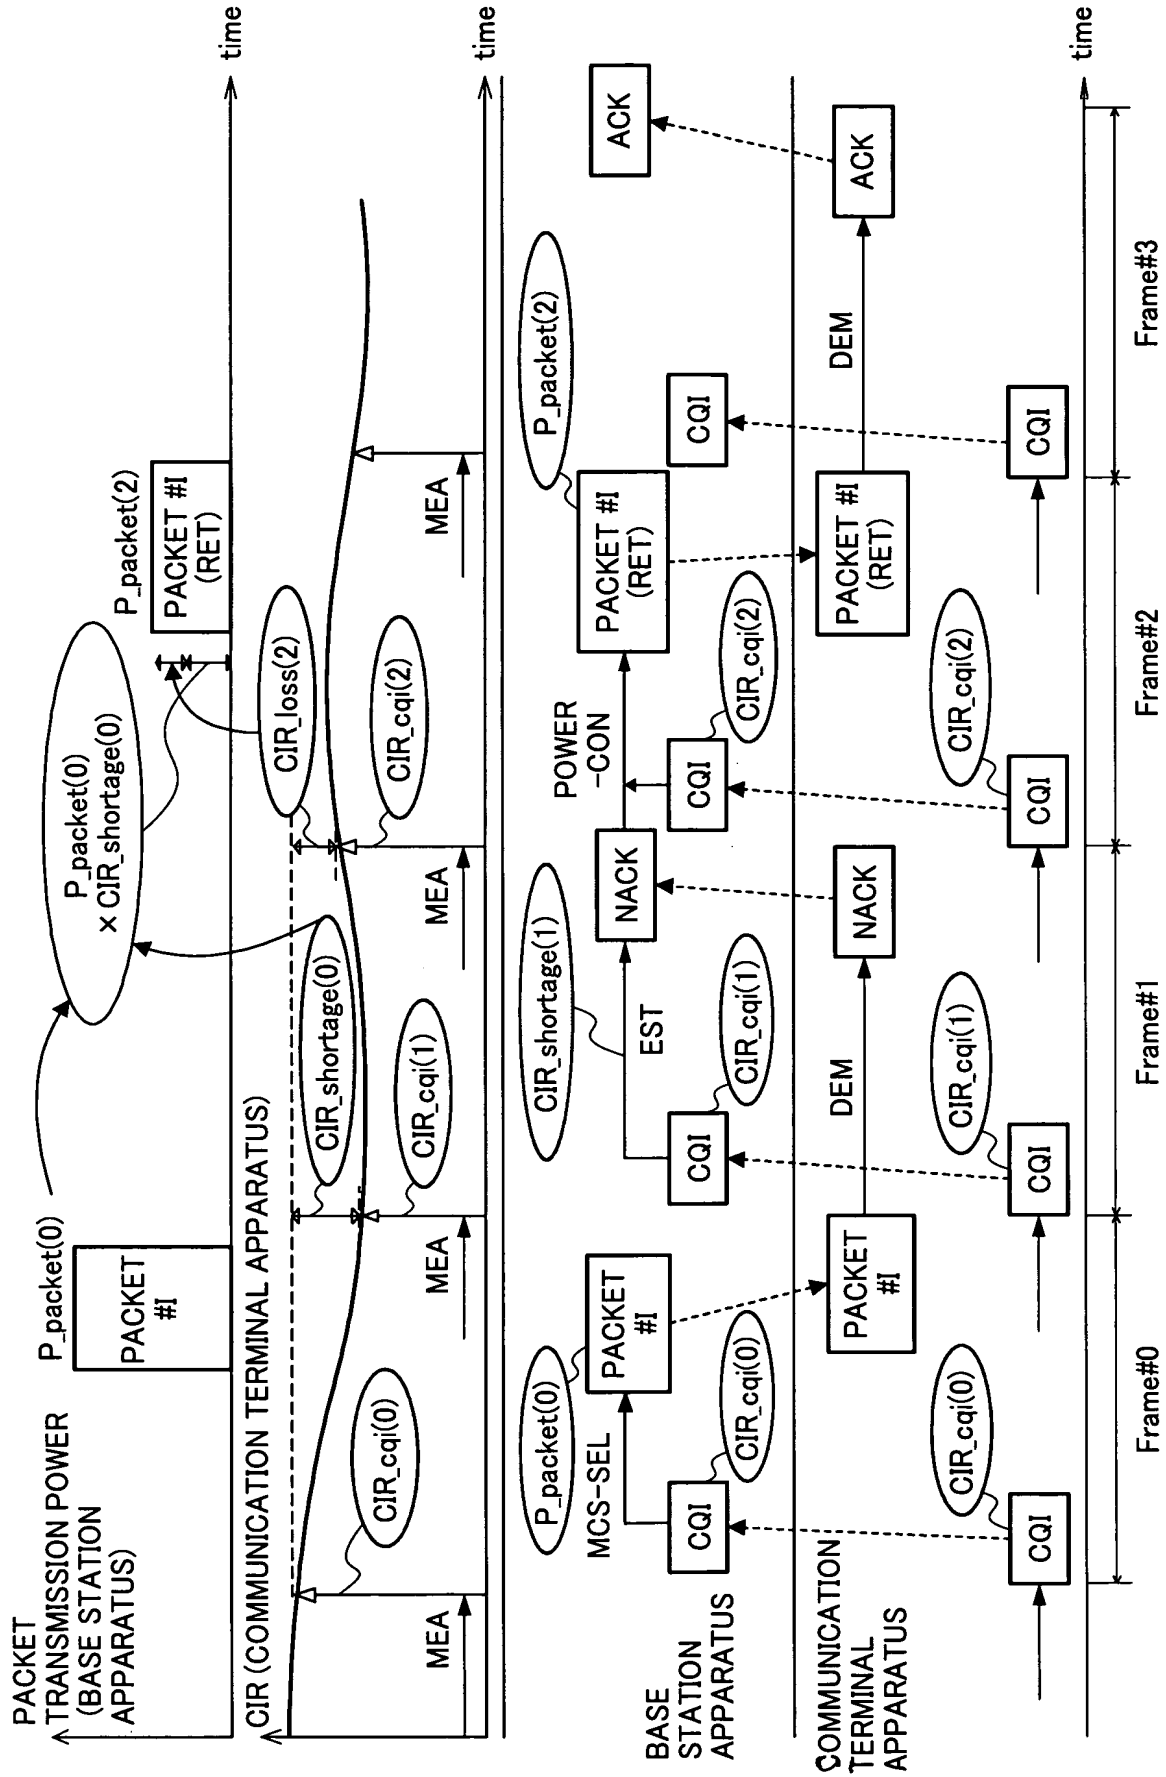 PACKET
TRANSMISSION POWER
(BASE STATION
APPARATUS)
P_packet(0)
PACKET
#I
P_packet(0)
×CIR_shortage(0)
P_packet(2)
PACKET #I
(RET)
time
CIR (COMMUNICATION TERMINAL APPARATUS)
CIR_cqi(0)
CIR_shortage(0)
CIR_cqi(1)
CIR_loss(2)
CIR_cqi(2)
MEA
MEA
MEA
MEA
time
BASE
STATION
APPARATUS
P_packet(0)
MCS-SEL
PACKET
#I
CQI
CIR_cqi(0)
CIR_shortage(1)
EST
CQI
CIR_cqi(1)
NACK
POWER
-CON
CQI
CIR_cqi(2)
P_packet(2)
PACKET #I
(RET)
CQI
ACK
COMMUNICATION
TERMINAL
APPARATUS
PACKET
#I
DEM
NACK
PACKET #I
(RET)
DEM
ACK
CIR_cqi(0)
CQI
CIR_cqi(1)
CQI
CIR_cqi(2)
CQI
CQI
time
Frame#0
Frame#1
Frame#2
Frame#3